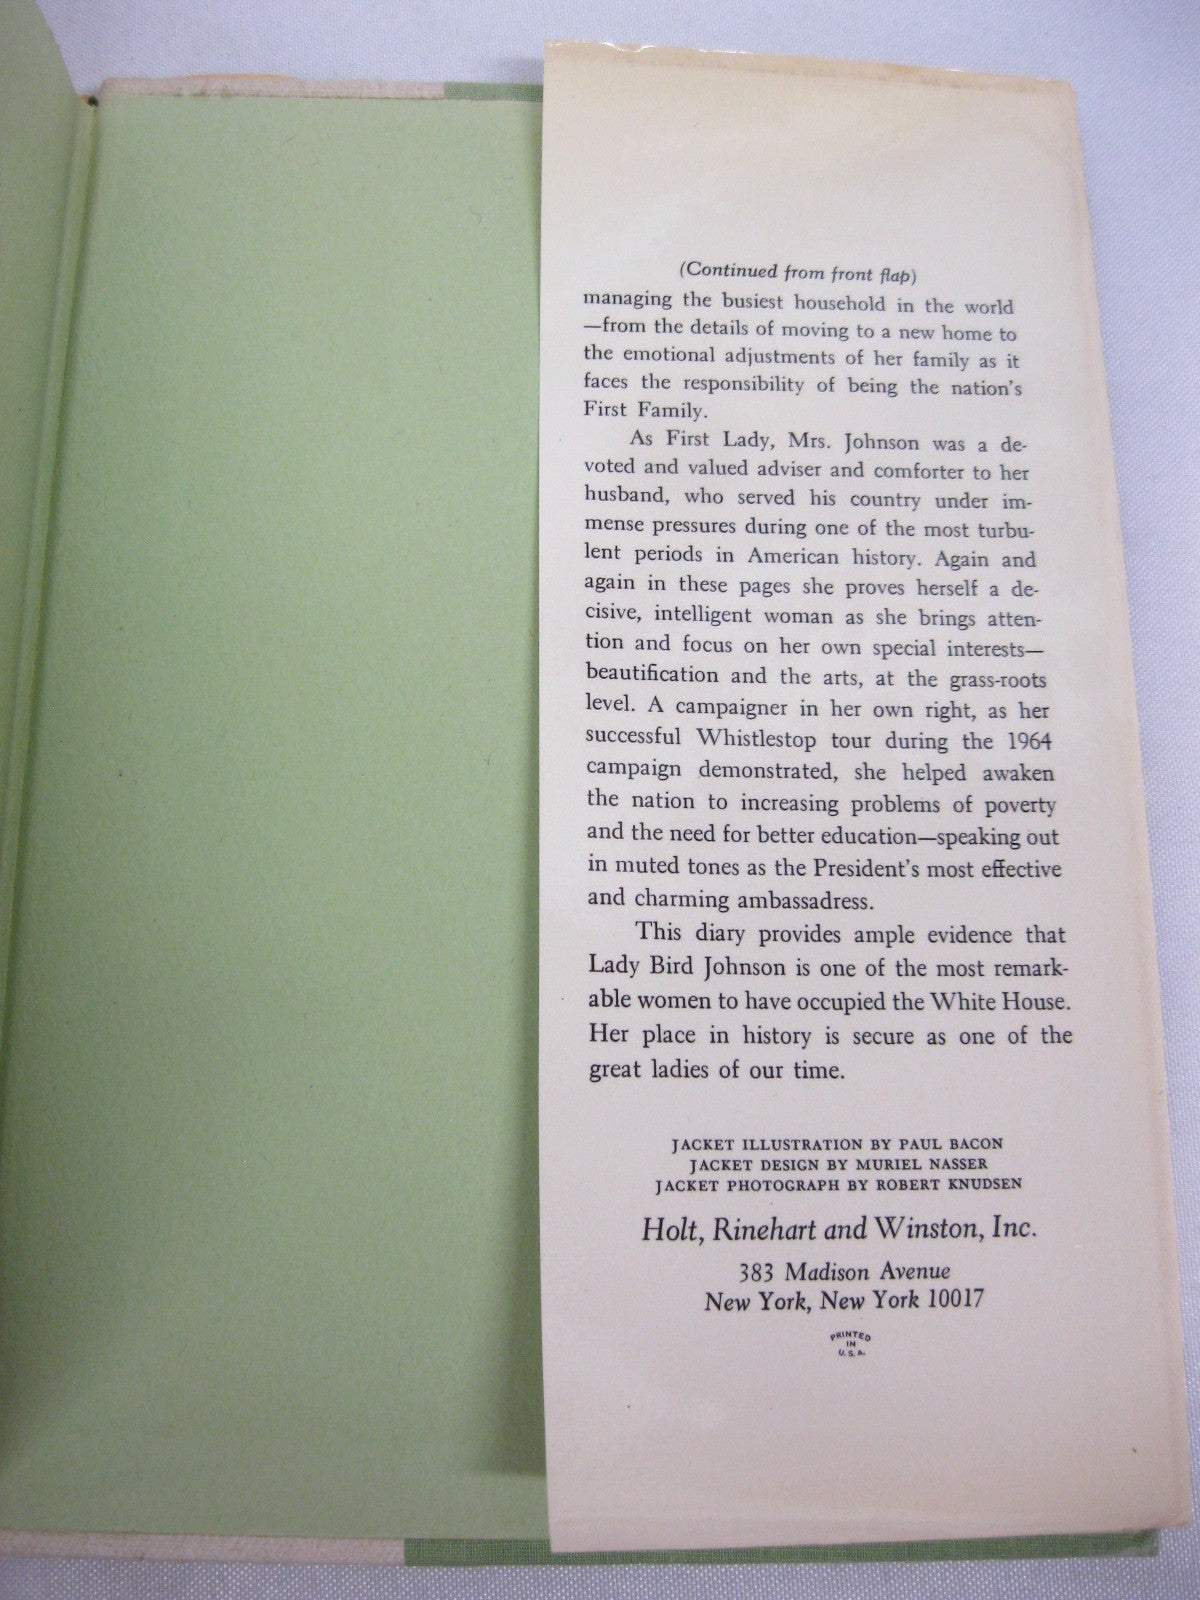 (Continued from front flap)
managing the busiest household in the world
—from the details of moving to a new home to
the emotional adjustments of her family as it
faces the responsibility of being the nation's
First Family.
As First Lady, Mrs. Johnson was a de-
voted and valued adviser and comforter to her
husband, who served his country under im-
mense pressures during one of the most turbu-
lent periods in American history. Again and
again in these pages she proves herself a de-
cisive, intelligent woman as she brings atten-
tion and focus on her own special interests—
beautification and the arts, at the grass-roots
level. A campaigner in her own right, as her
successful Whistlestop tour during the 1964
campaign demonstrated, she helped awaken
the nation to increasing problems of poverty
and the need for better education—speaking out
in muted tones as the President's most effective
and charming ambassadress.
This diary provides ample evidence that
Lady Bird Johnson is one of the most remark-
able women to have occupied the White House.
Her place in history is secure as one of the
great ladies of our time.
JACKET ILLUSTRATION BY PAUL BACON
JACKET DESIGN BY MURIEL NASSER
JACKET PHOTOGRAPH BY ROBERT KNUDSEN
Holt, Rinehart and Winston, Inc.
383 Madison Avenue
New York, New York 10017
PRINTED
IN
U.S.A.